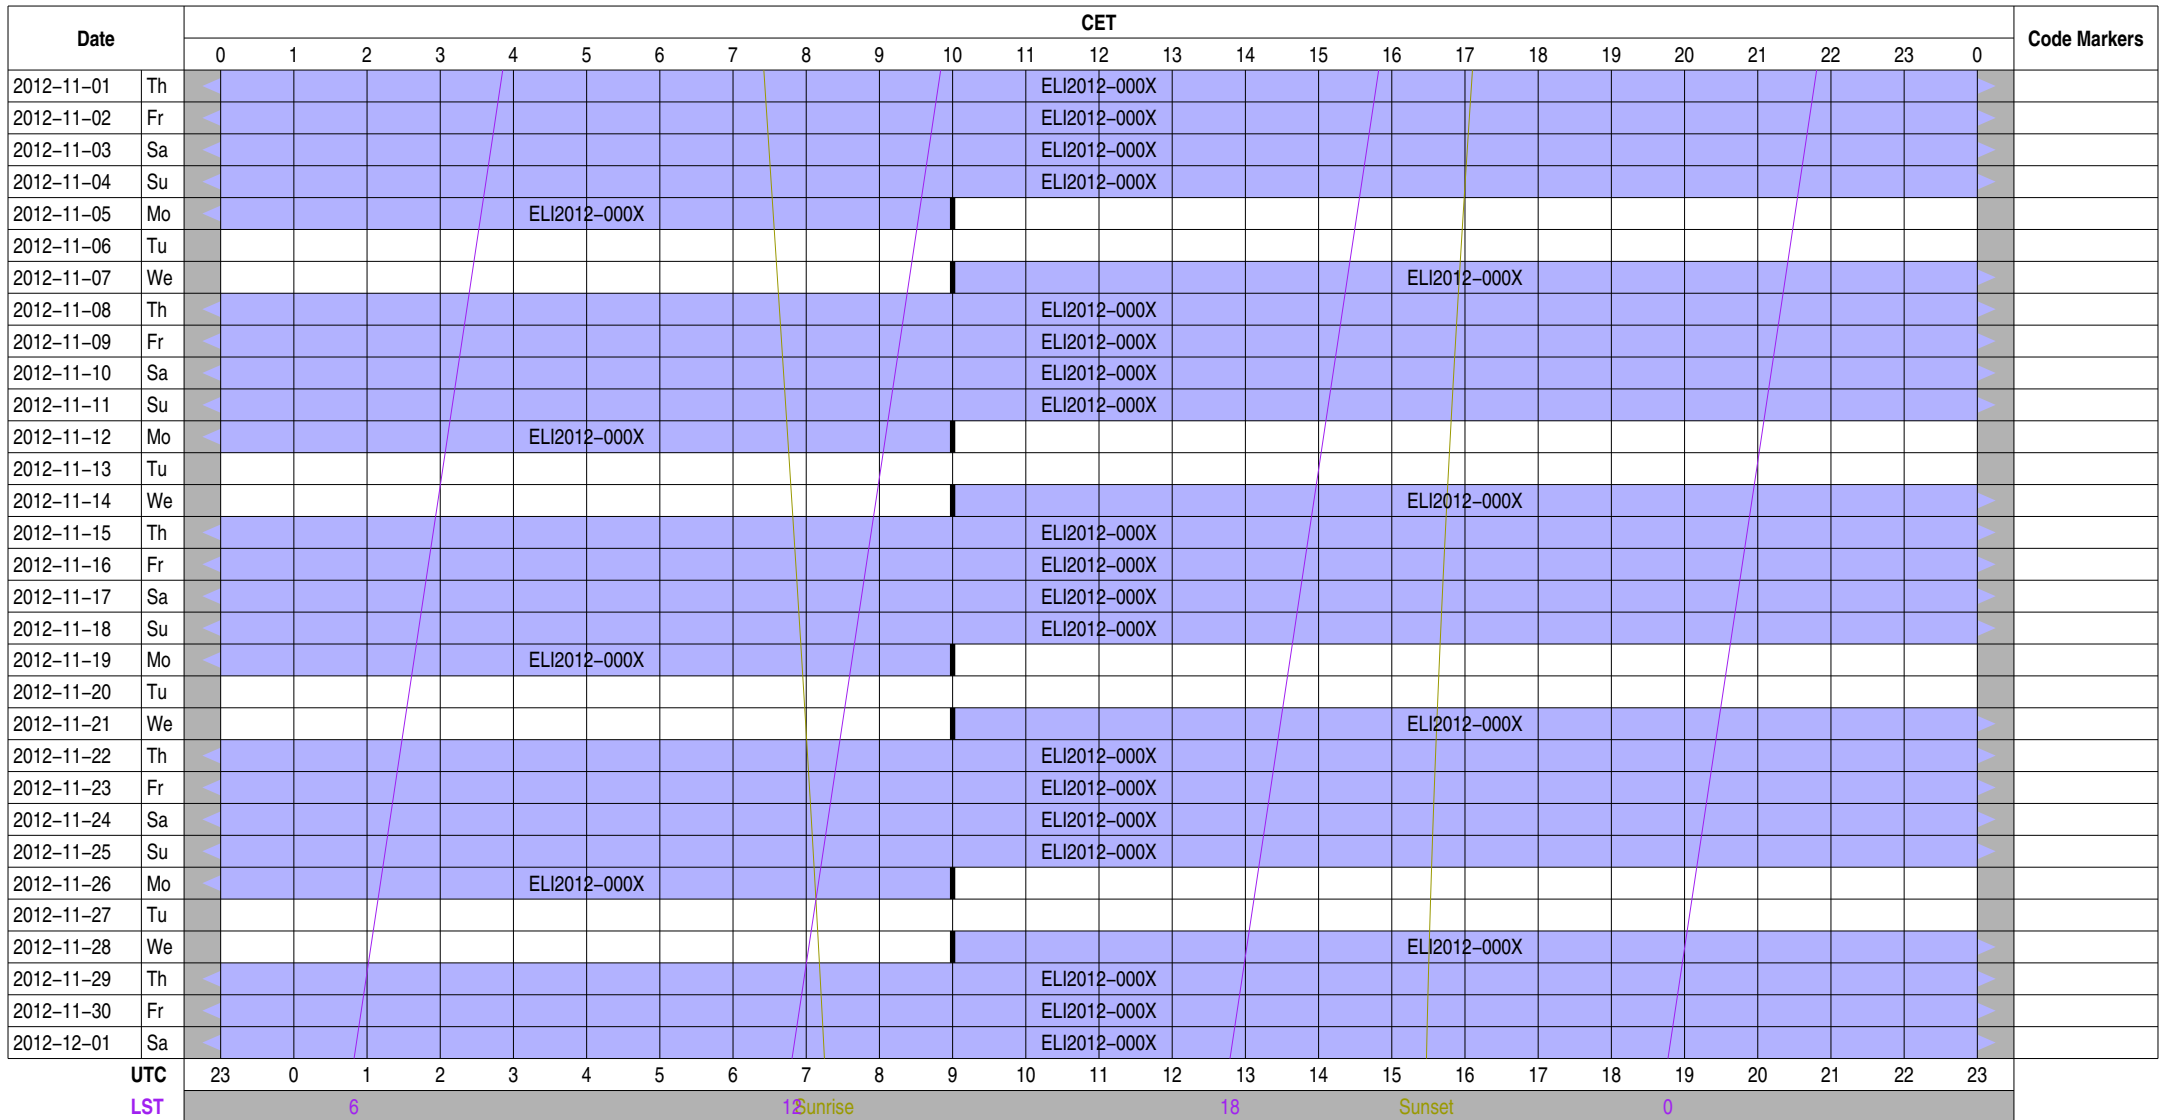 Date CET Code Markers
0 1 2 3 4 5 6 7 8 9 10 11 12 13 14 15 16 17 18 19 20 21 22 23 0
2012-11-01 Th ELI2012-000X
2012-11-02 Fr ELI2012-000X
2012-11-03 Sa ELI2012-000X
2012-11-04 Su ELI2012-000X
2012-11-05 Mo ELI2012-000X
2012-11-06 Tu
2012-11-07 We ELI2012-000X
2012-11-08 Th ELI2012-000X
2012-11-09 Fr ELI2012-000X
2012-11-10 Sa ELI2012-000X
2012-11-11 Su ELI2012-000X
2012-11-12 Mo ELI2012-000X
2012-11-13 Tu
2012-11-14 We ELI2012-000X
2012-11-15 Th ELI2012-000X
2012-11-16 Fr ELI2012-000X
2012-11-17 Sa ELI2012-000X
2012-11-18 Su ELI2012-000X
2012-11-19 Mo ELI2012-000X
2012-11-20 Tu
2012-11-21 We ELI2012-000X
2012-11-22 Th ELI2012-000X
2012-11-23 Fr ELI2012-000X
2012-11-24 Sa ELI2012-000X
2012-11-25 Su ELI2012-000X
2012-11-26 Mo ELI2012-000X
2012-11-27 Tu
2012-11-28 We ELI2012-000X
2012-11-29 Th ELI2012-000X
2012-11-30 Fr ELI2012-000X
2012-12-01 Sa ELI2012-000X
UTC 23 0 1 2 3 4 5 6 7 8 9 10 11 12 13 14 15 16 17 18 19 20 21 22 23
LST 6 12 Sunrise 18 Sunset 0